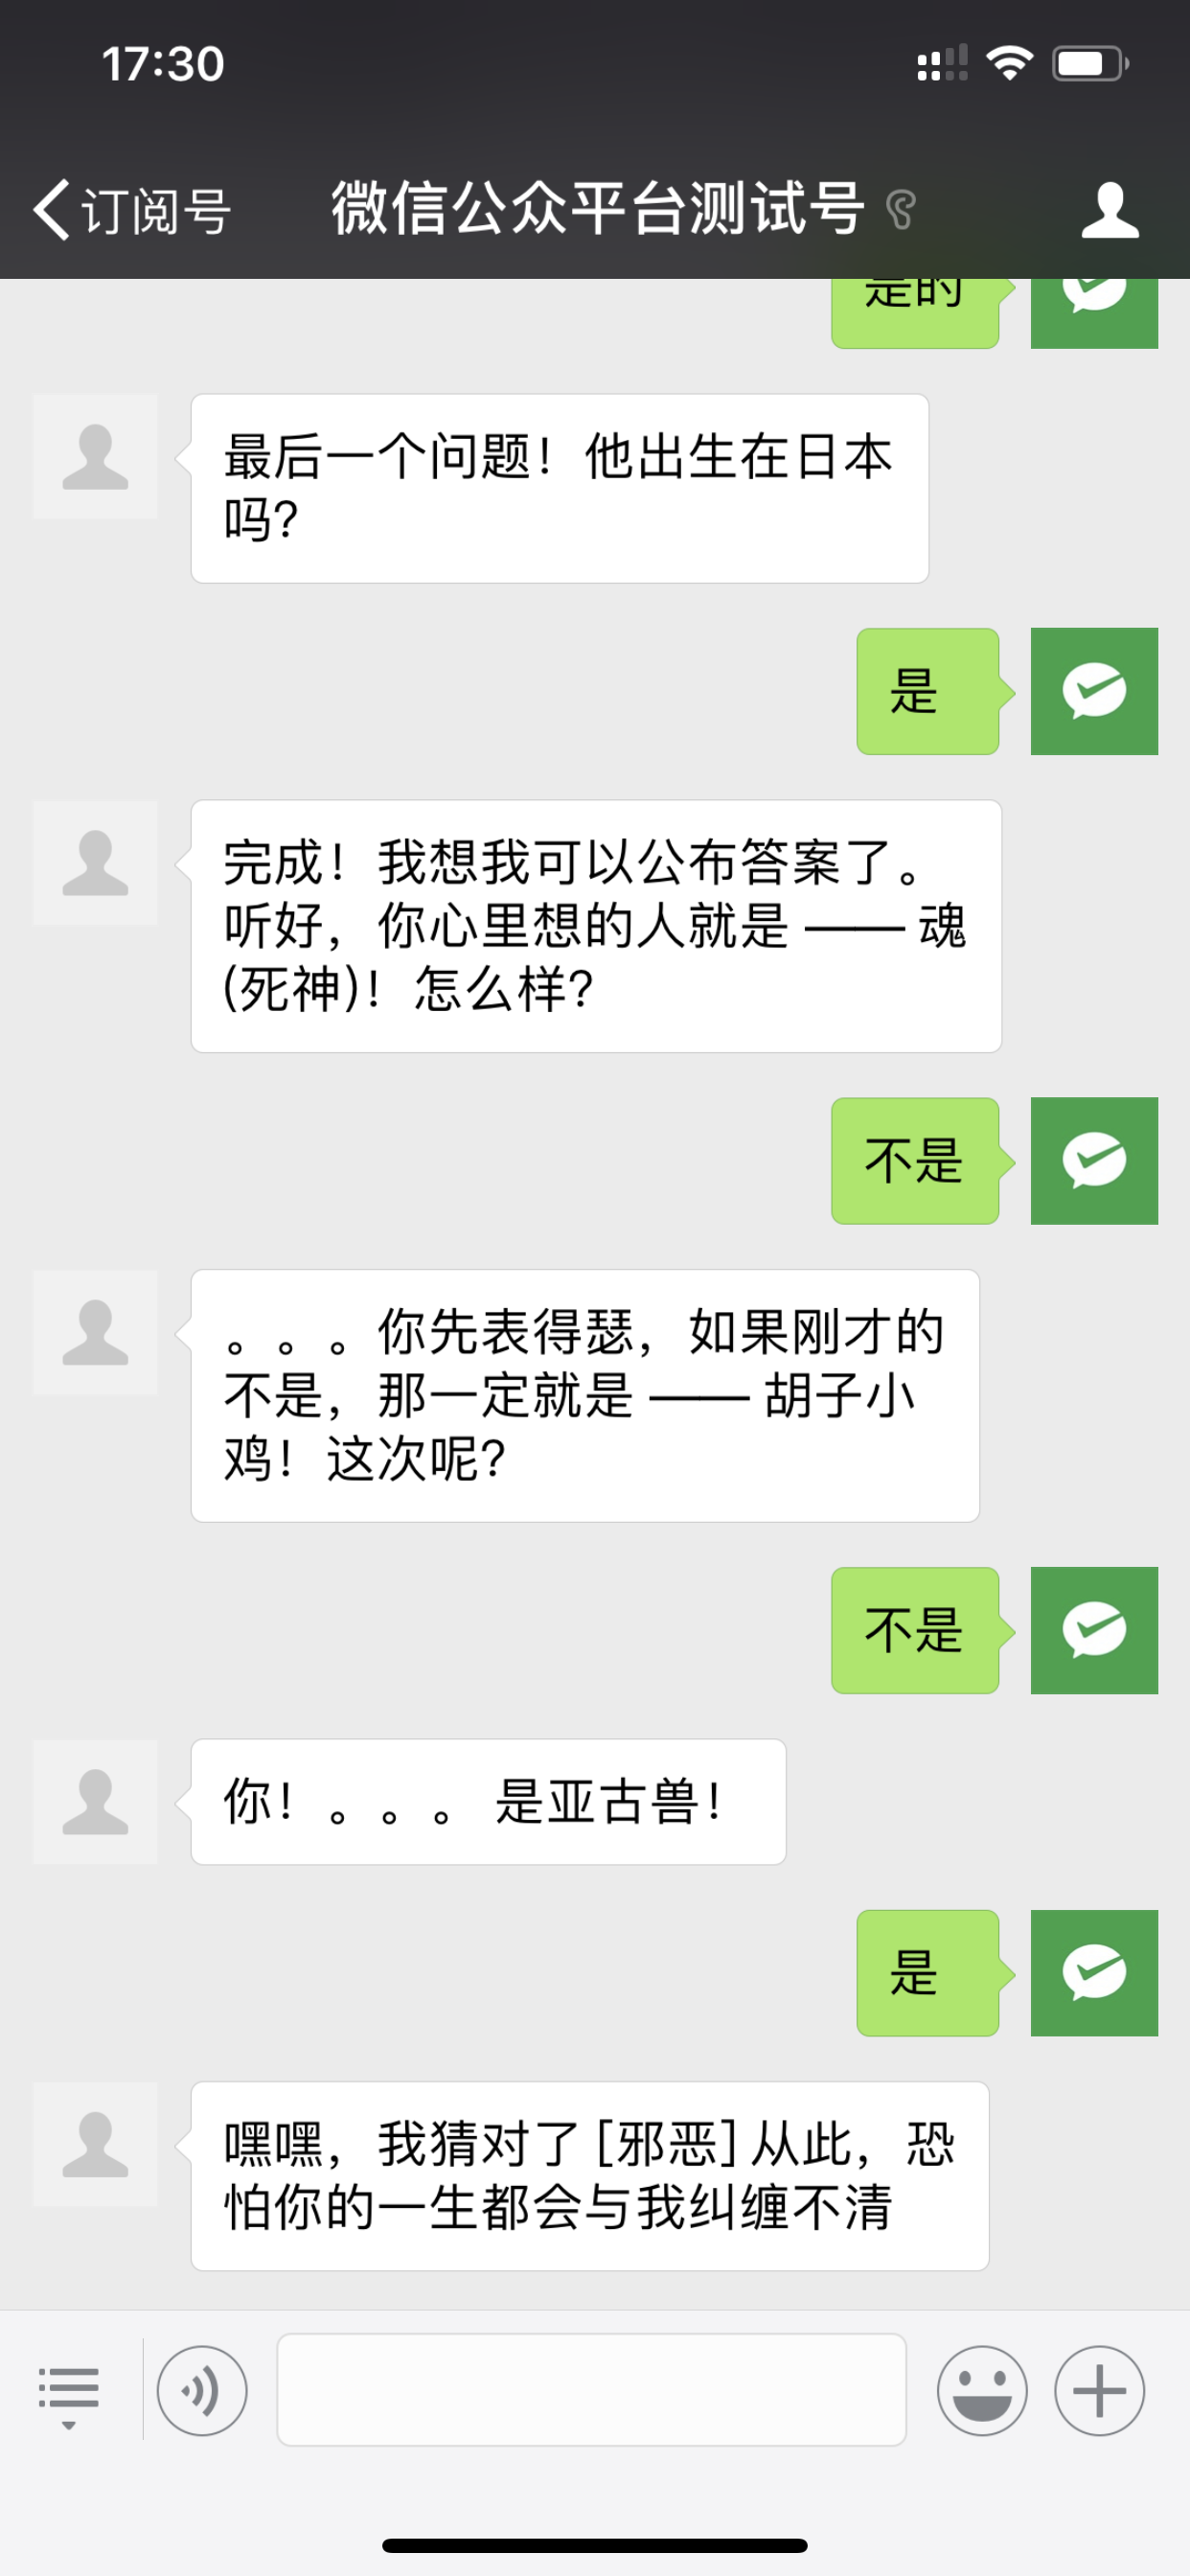 17:30
订阅号
微信公众平台测试号
是的
最后一个问题！他出生在日本
吗？
是
完成！我想我可以公布答案了。
听好，你心里想的人就是 —— 魂
(死神)！怎么样？
不是
。。。你先表得瑟，如果刚才的
不是，那一定就是 —— 胡子小
鸡！这次呢？
不是
你！。。。 是亚古兽！
是
嘿嘿，我猜对了 [邪恶] 从此，恐
怕你的一生都会与我纠缠不清